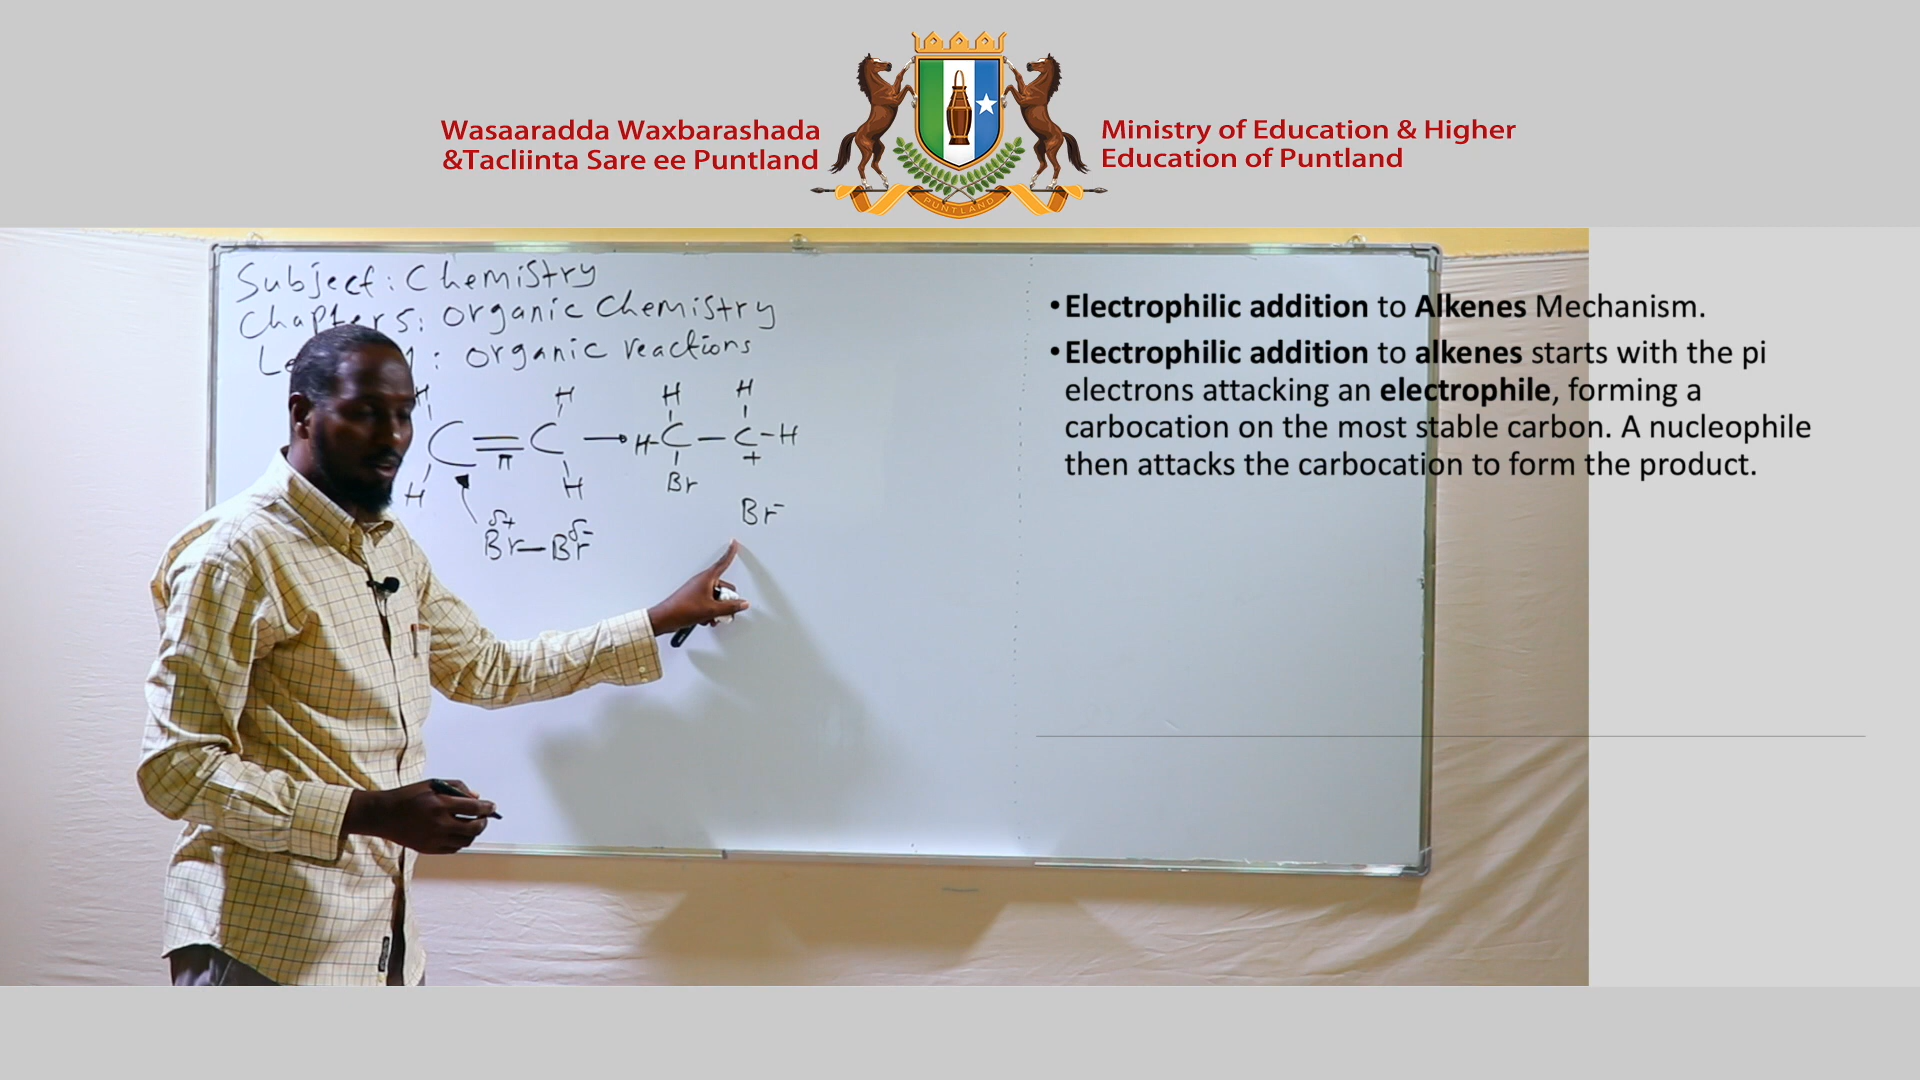 Wasaaradda Waxbarashada
&Tacliinta Sare ee Puntland
Ministry of Education & Higher
Education of Puntland
PUNTLAND
Subject: Chemistry
Chapter 5: Organic Chemistry
: Organic reactions
H H H H
C = C → H-C — C-H
π +
H H Br
Br⁻
δ+ δ-
Br—Br
•Electrophilic addition to Alkenes Mechanism.
•Electrophilic addition to alkenes starts with the pi
electrons attacking an electrophile, forming a
carbocation on the most stable carbon. A nucleophile
then attacks the carbocation to form the product.